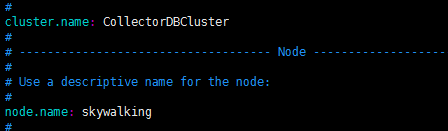 #
cluster.name: CollectorDBCluster
#
# ----------------------------------- Node -------------------
#
# Use a descriptive name for the node:
#
node.name: skywalking
#